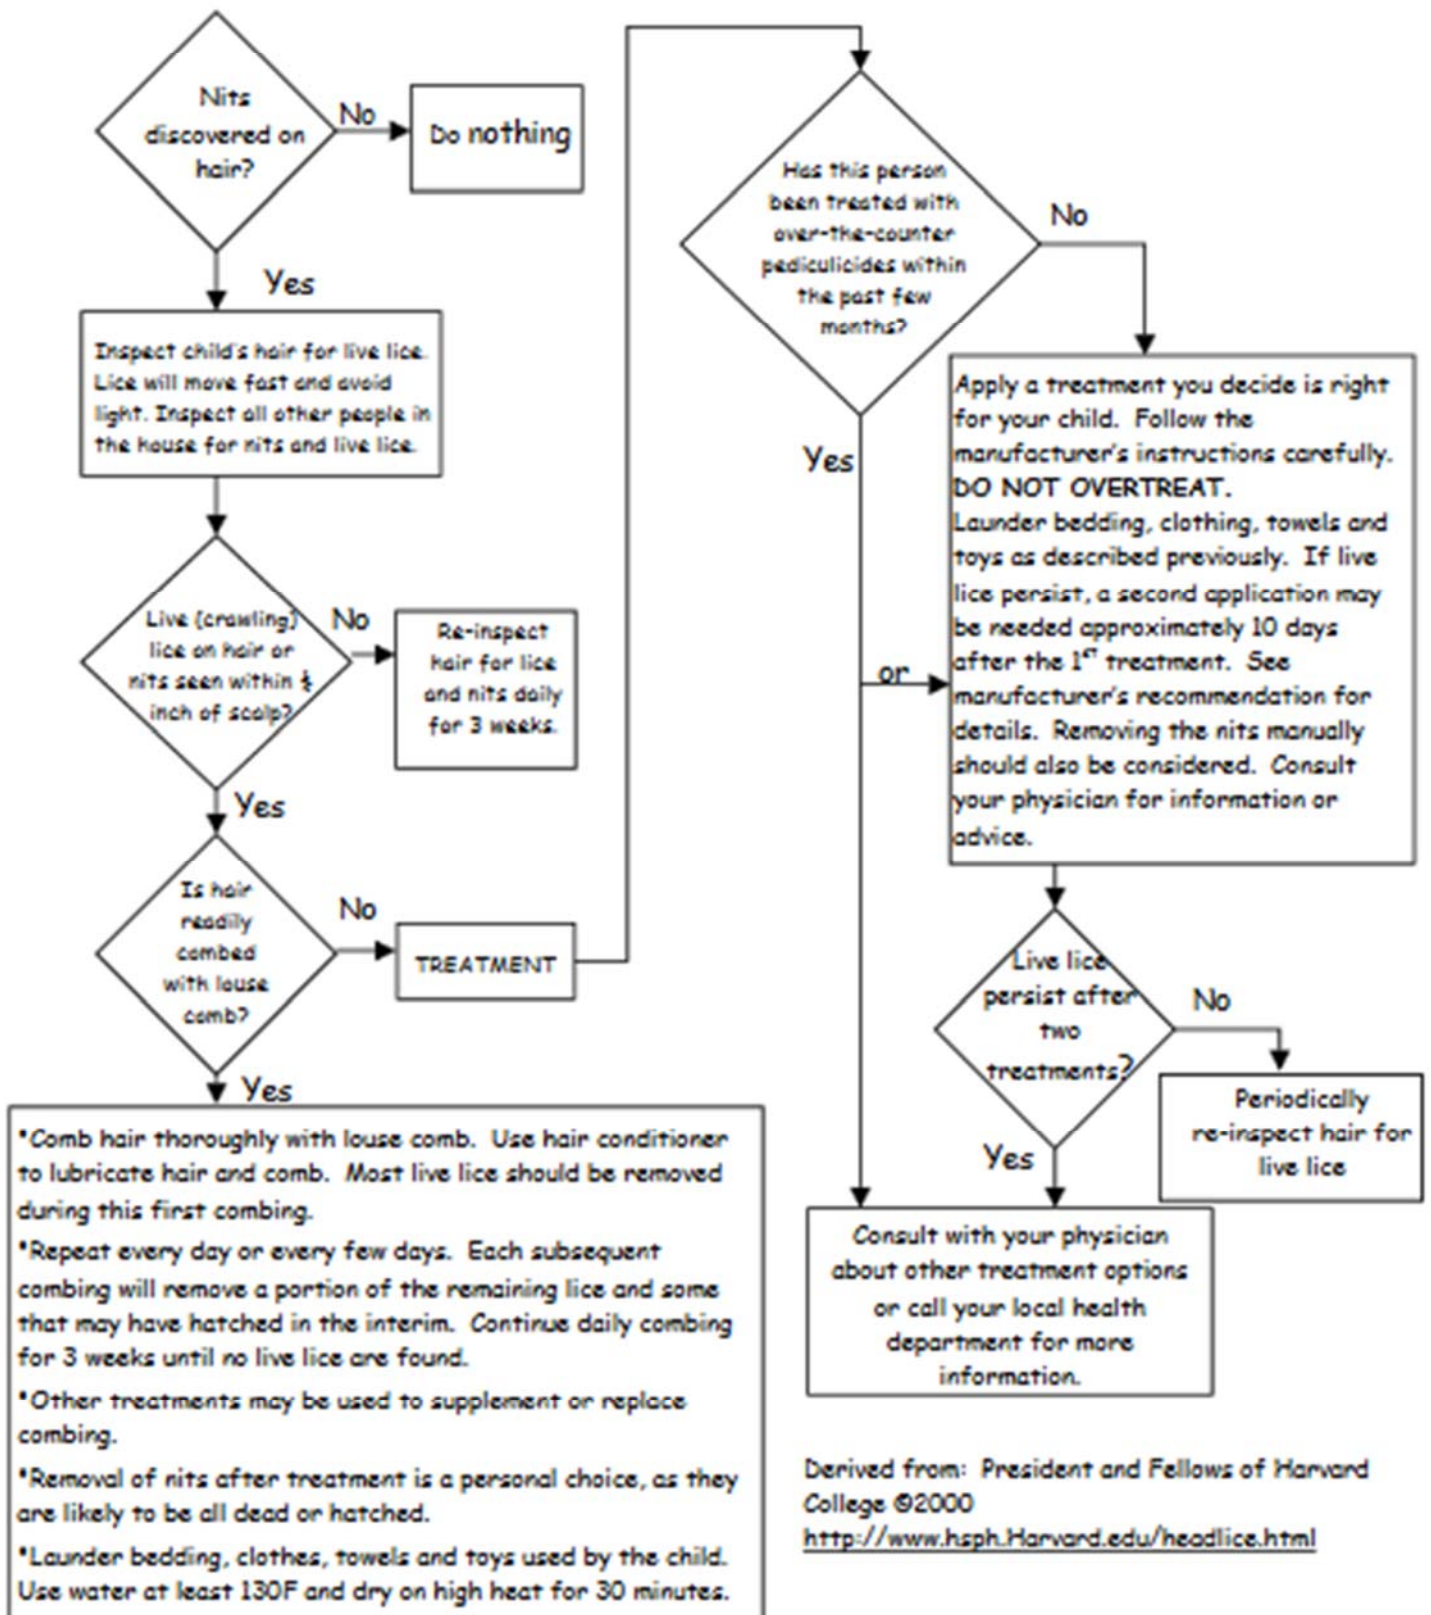 Nits
discovered on
hair?
No
Do nothing
Yes
Inspect child's hair for live lice.
Lice will move fast and avoid
light. Inspect all other people in
the house for nits and live lice.
Live (crawling)
lice on hair or
nits seen within
inch of scalp?
No
Re-inspect
hair for lice
and nits daily
for 3 weeks.
Yes
Is hair
readily
combed
with louse
comb?
No
TREATMENT
Yes
*Comb hair thoroughly with louse comb. Use hair conditioner
to lubricate hair and comb. Most live lice should be removed
during this first combing.
*Repeat every day or every few days. Each subsequent
combing will remove a portion of the remaining lice and some
that may have hatched in the interim. Continue daily combing
for 3 weeks until no live lice are found.
*Other treatments may be used to supplement or replace
combing.
*Removal of nits after treatment is a personal choice, as they
are likely to be all dead or hatched.
*Launder bedding, clothes, towels and toys used by the child.
Use water at least 130F and dry on high heat for 30 minutes.
Has this person
been treated with
over-the-counter
pediculicides within
the past few
months?
No
Yes
or
Apply a treatment you decide is right
for your child. Follow the
manufacturer's instructions carefully.
DO NOT OVERTREAT.
Launder bedding, clothing, towels and
toys as described previously. If live
lice persist, a second application may
be needed approximately 10 days
after the 1st treatment. See
manufacturer's recommendation for
details. Removing the nits manually
should also be considered. Consult
your physician for information or
advice.
Live lice
persist after
two
treatments?
No
Periodically
re-inspect hair for
live lice
Yes
Consult with your physician
about other treatment options
or call your local health
department for more
information.
Derived from: President and Fellows of Harvard
College ©2000
http://www.hsph.Harvard.edu/headlice.html